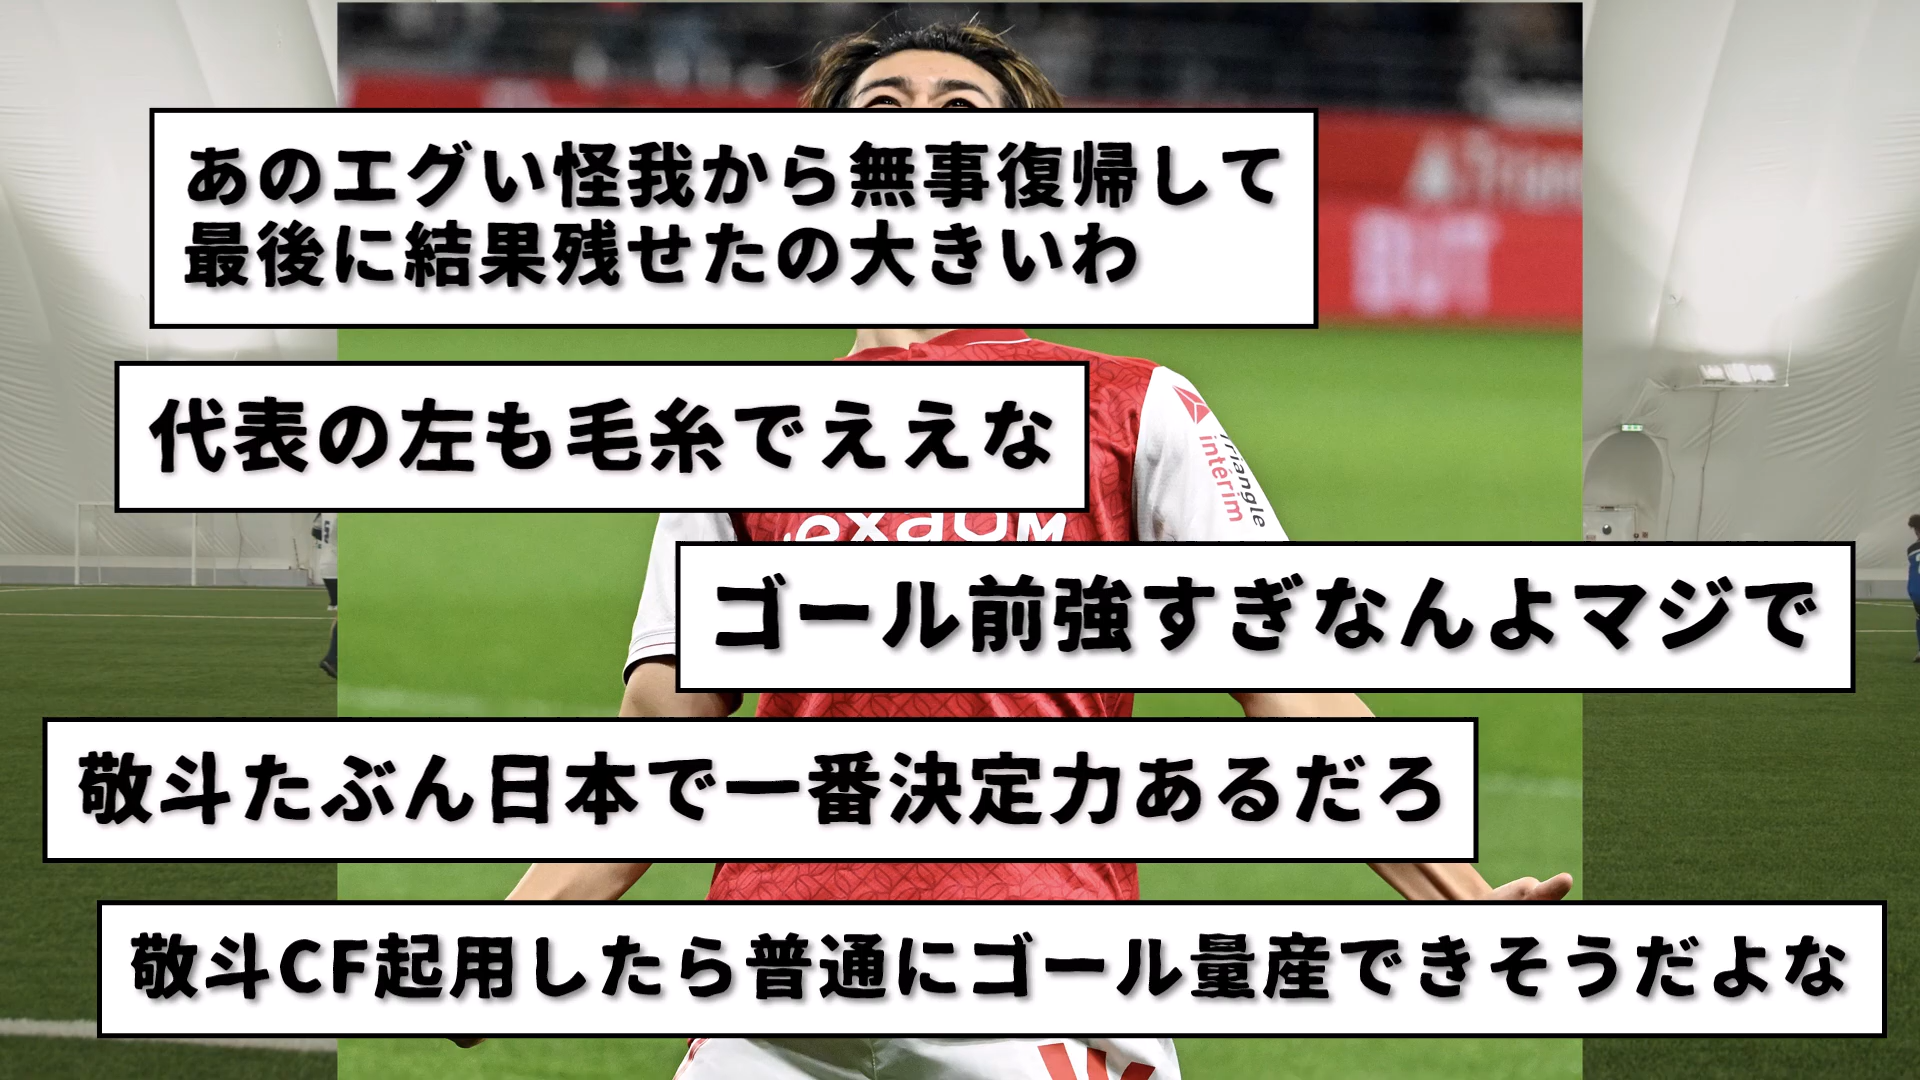 あのエグい怪我から無事復帰して
最後に結果残せたの大きいわ
代表の左も毛糸でええな
Triangle
intérim
ゴール前強すぎなんよマジで
敬斗たぶん日本で一番決定力あるだろ
敬斗CF起用したら普通にゴール量産できそうだよな